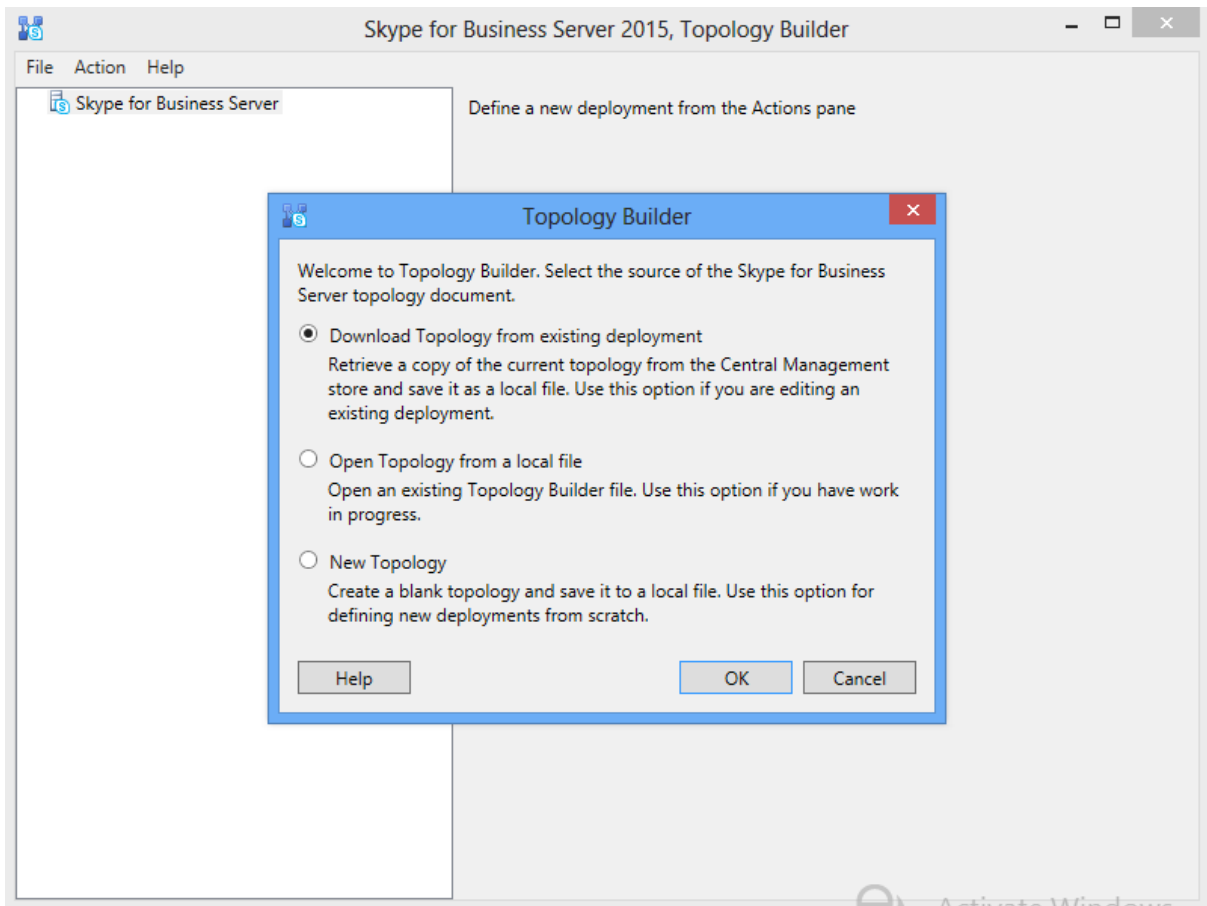 Skype for Business Server 2015, Topology Builder
File Action Help
Skype for Business Server
Define a new deployment from the Actions pane
Topology Builder
Welcome to Topology Builder. Select the source of the Skype for Business
Server topology document.
Download Topology from existing deployment
Retrieve a copy of the current topology from the Central Management
store and save it as a local file. Use this option if you are editing an
existing deployment.
Open Topology from a local file
Open an existing Topology Builder file. Use this option if you have work
in progress.
New Topology
Create a blank topology and save it to a local file. Use this option for
defining new deployments from scratch.
Help OK Cancel
Activate Windows